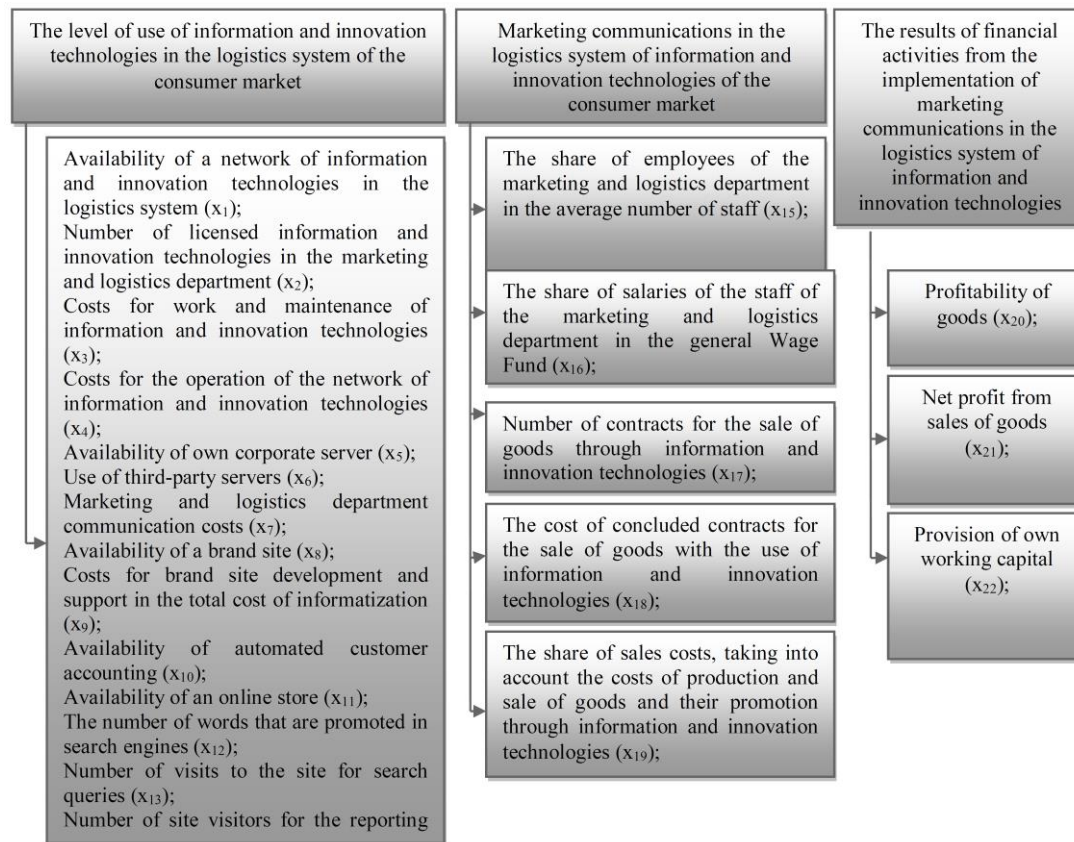 The level of use of information and innovation
technologies in the logistics system of the
consumer market
Availability of a network of information
and innovation technologies in the
logistics system (x₁);
Number of licensed information and
innovation technologies in the marketing
and logistics department (x₂);
Costs for work and maintenance of
information and innovation technologies
(x₃);
Costs for the operation of the network of
information and innovation technologies
(x₄);
Availability of own corporate server (x₅);
Use of third-party servers (x₆);
Marketing and logistics department
communication costs (x₇);
Availability of a brand site (x₈);
Costs for brand site development and
support in the total cost of informatization
(x₉);
Availability of automated customer
accounting (x₁₀);
Availability of an online store (x₁₁);
The number of words that are promoted in
search engines (x₁₂);
Number of visits to the site for search
queries (x₁₃);
Number of site visitors for the reporting
Marketing communications in the
logistics system of information and
innovation technologies of the
consumer market
The share of employees of the
marketing and logistics department
in the average number of staff (x₁₅);
The share of salaries of the staff of
the marketing and logistics
department in the general Wage
Fund (x₁₆);
Number of contracts for the sale of
goods through information and
innovation technologies (x₁₇);
The cost of concluded contracts for
the sale of goods with the use of
information and innovation
technologies (x₁₈);
The share of sales costs, taking into
account the costs of production and
sale of goods and their promotion
through information and innovation
technologies (x₁₉);
The results of financial
activities from the
implementation of
marketing
communications in the
logistics system of
information and
innovation technologies
Profitability of
goods (x₂₀);
Net profit from
sales of goods
(x₂₁);
Provision of own
working capital
(x₂₂);